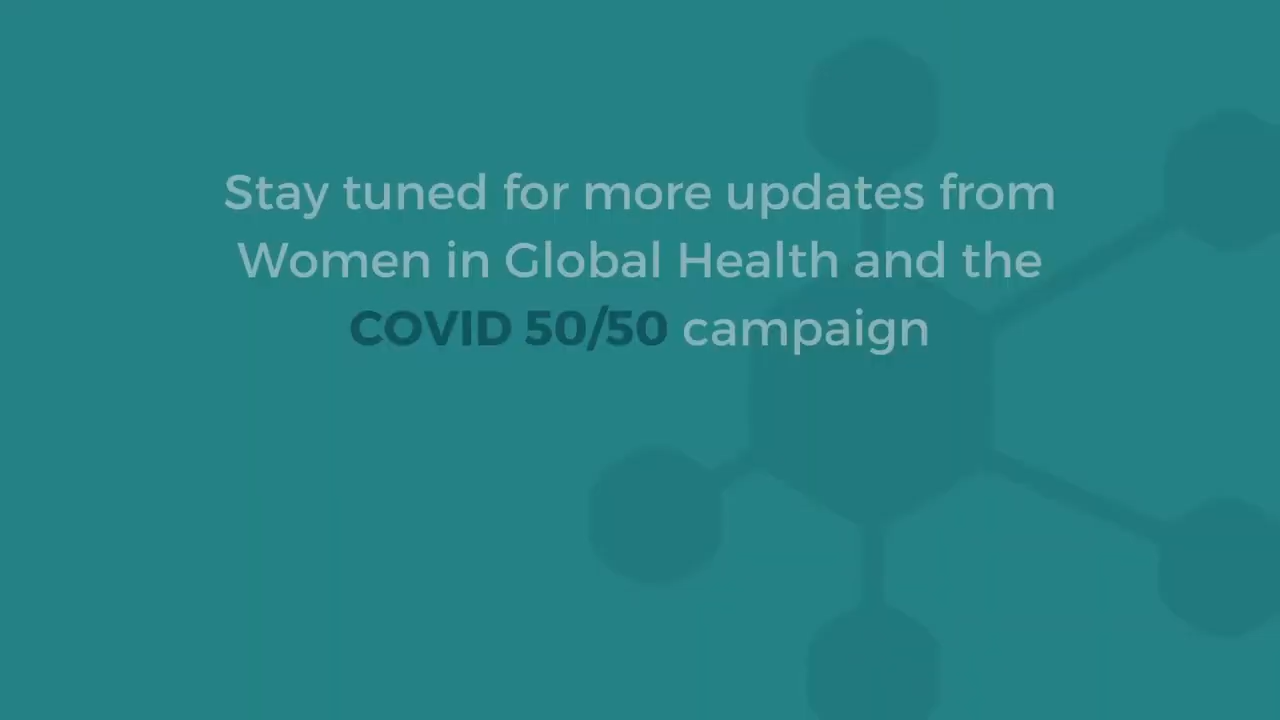 Stay tuned for more updates from
Women in Global Health and the
COVID 50/50 campaign